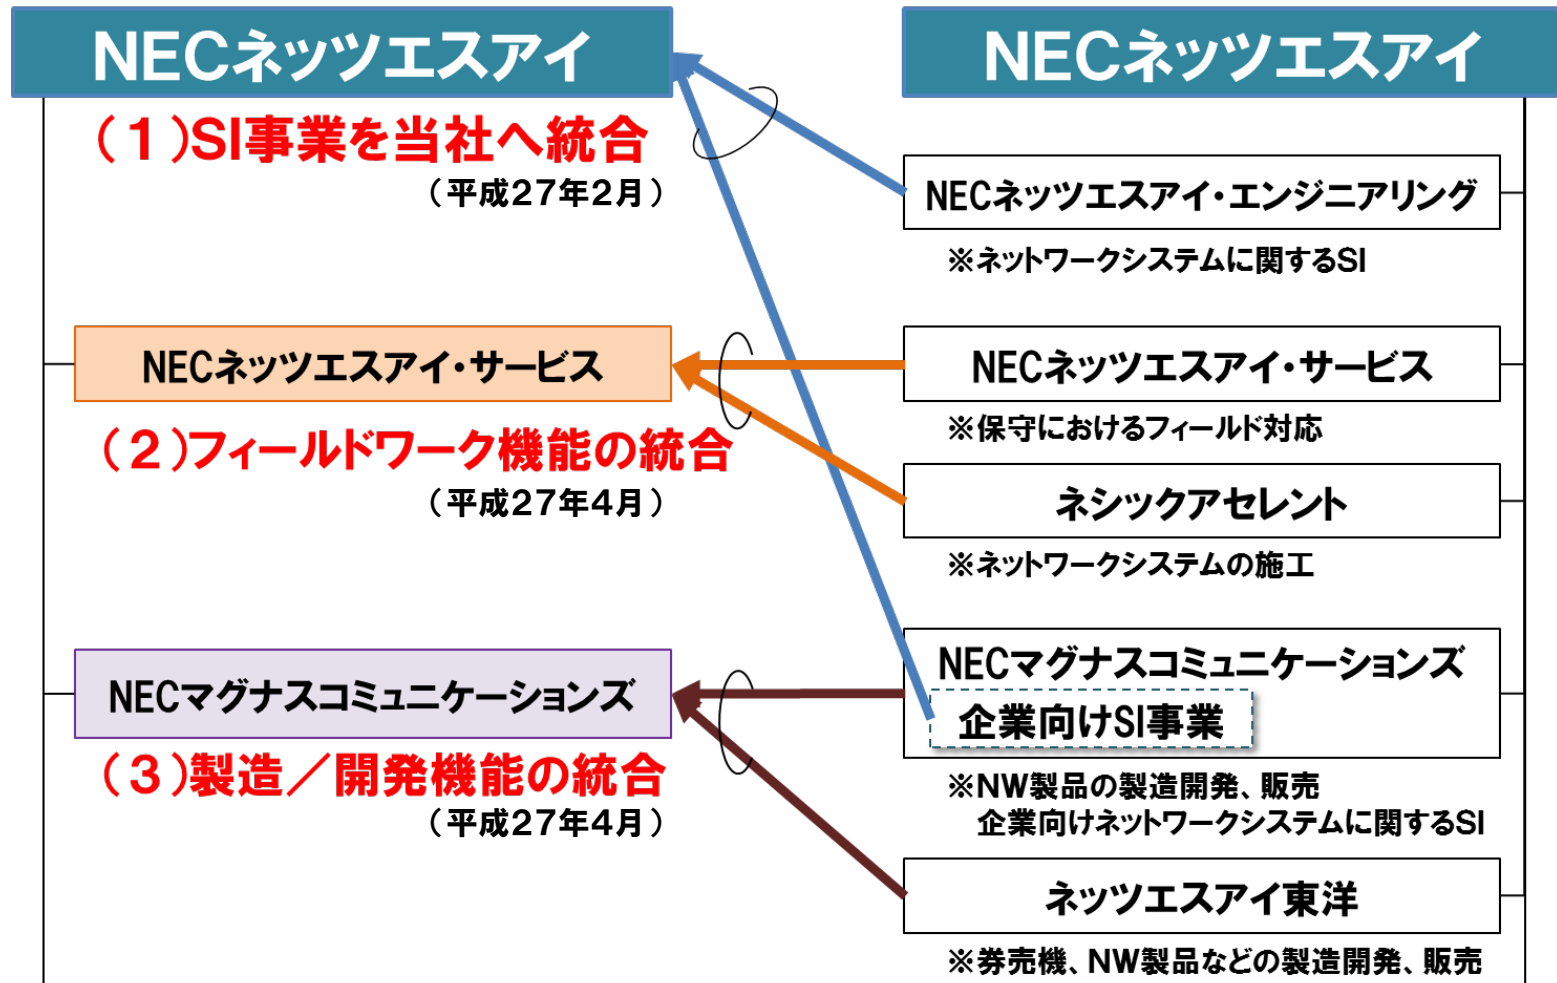 NECネッツエスアイ
（１）SI事業を当社へ統合
（平成27年2月）
NECネッツエスアイ・サービス
（２）フィールドワーク機能の統合
（平成27年4月）
NECマグナスコミュニケーションズ
（３）製造／開発機能の統合
（平成27年4月）
NECネッツエスアイ
NECネッツエスアイ・エンジニアリング
※ネットワークシステムに関するSI
NECネッツエスアイ・サービス
※保守におけるフィールド対応
ネシックアセレント
※ネットワークシステムの施工
NECマグナスコミュニケーションズ
企業向けSI事業
※NW製品の製造開発、販売
企業向けネットワークシステムに関するSI
ネッツエスアイ東洋
※券売機、NW製品などの製造開発、販売